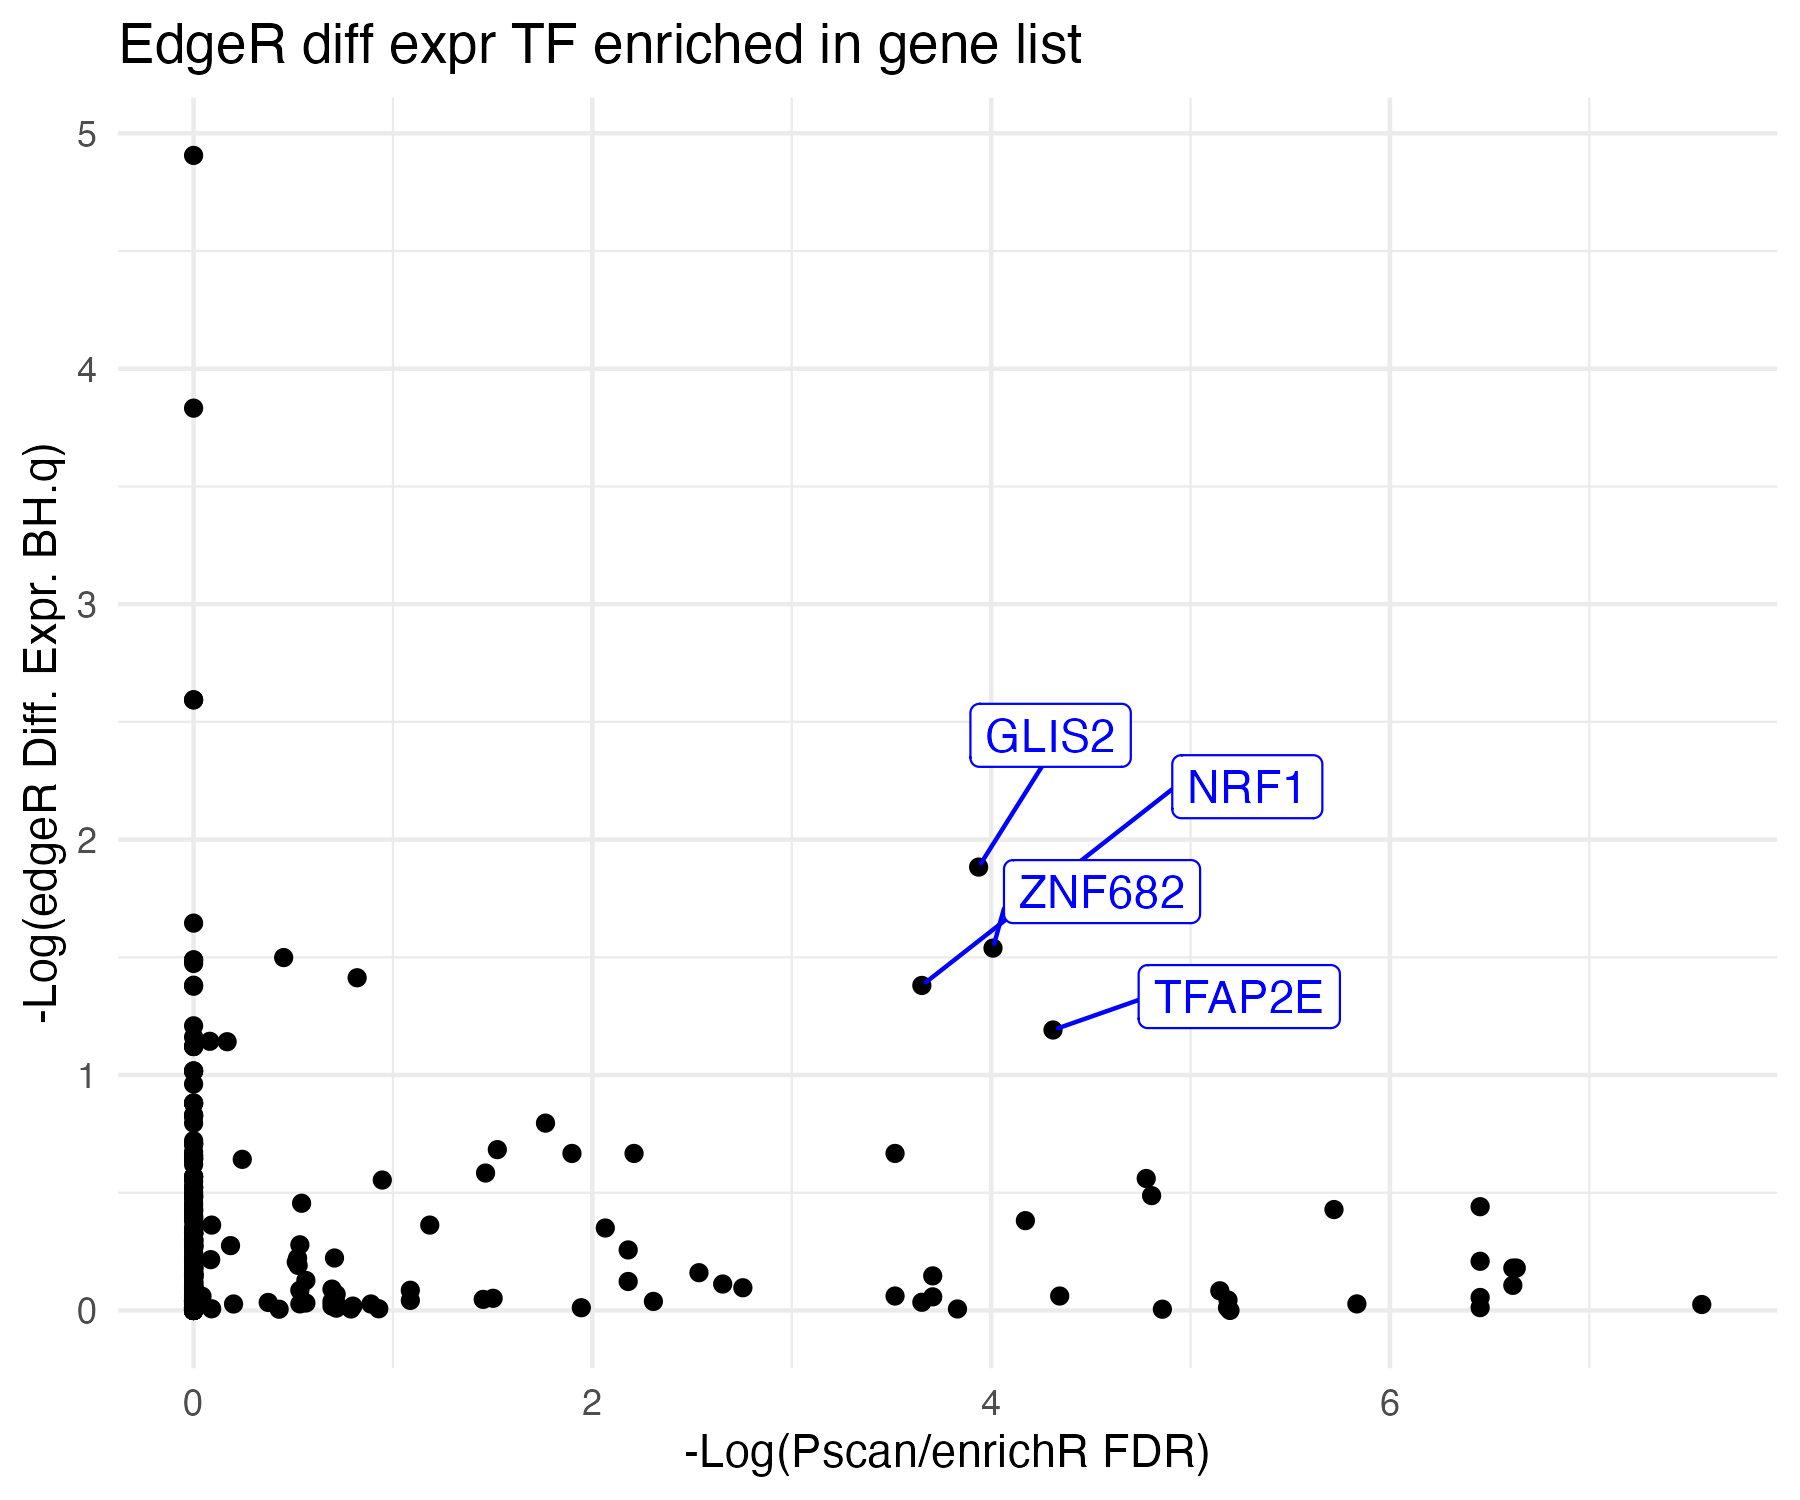 EdgeR diff expr TF enriched in gene list
-Log(edgeR Diff. Expr. BH.q)
5
4
3
2
1
0
GLIS2
NRF1
ZNF682
TFAP2E
0
2
4
6
-Log(Pscan/enrichR FDR)